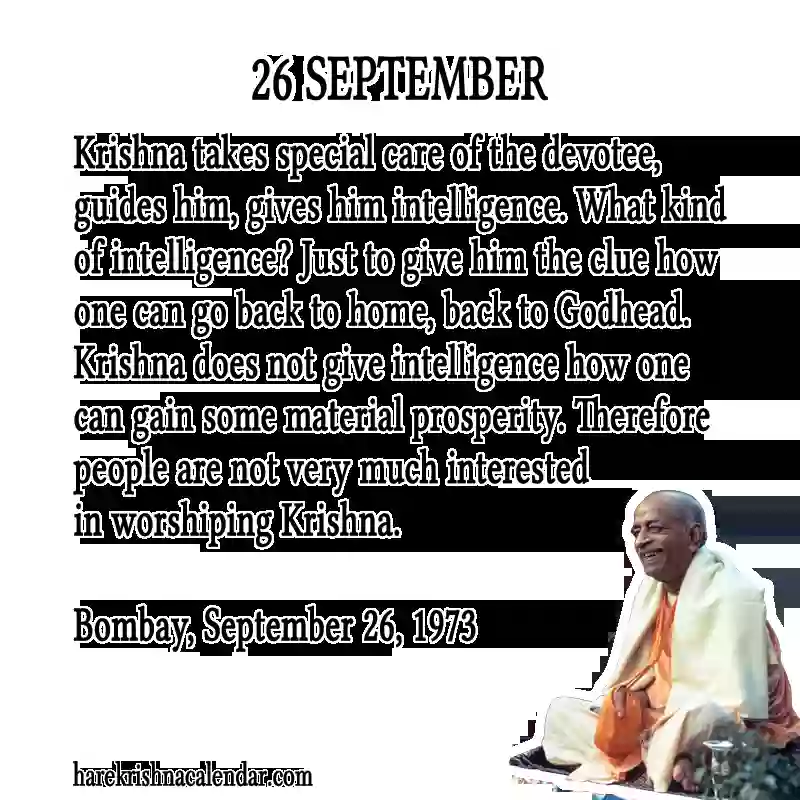 26 SEPTEMBER
Krishna takes special care of the devotee,
guides him, gives him intelligence. What kind
of intelligence? Just to give him the clue how
one can go back to home, back to Godhead.
Krishna does not give intelligence how one
can gain some material prosperity. Therefore
people are not very much interested
in worshiping Krishna.
Bombay, September 26, 1973
harekrishnacalendar.com